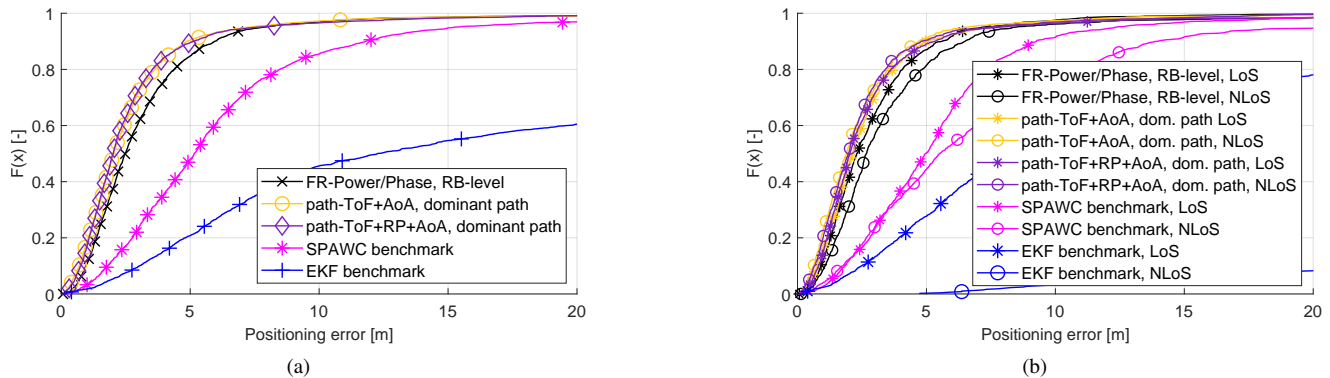 1
0.8
0.6
0.4
0.2
0
F(x) [-]
FR-Power/Phase, RB-level
path-ToF+AoA, dominant path
path-ToF+RP+AoA, dominant path
SPAWC benchmark
EKF benchmark
0 5 10 15 20
Positioning error [m]
(a)
1
0.8
0.6
0.4
0.2
0
F(x) [-]
FR-Power/Phase, RB-level, LoS
FR-Power/Phase, RB-level, NLoS
path-ToF+AoA, dom. path LoS
path-ToF+AoA, dom. path, NLoS
path-ToF+RP+AoA, dom. path, LoS
path-ToF+RP+AoA, dom. path, NLoS
SPAWC benchmark, LoS
SPAWC benchmark, NLoS
EKF benchmark, LoS
EKF benchmark, NLoS
0 5 10 15 20
Positioning error [m]
(b)